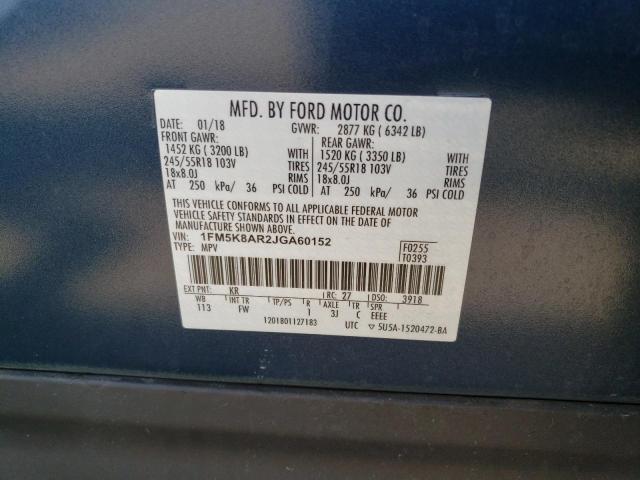 MFD. BY FORD MOTOR CO.
DATE: 01/18 GVWR: 2877 KG ( 6342 LB)
FRONT GAWR: REAR GAWR:
1452 KG ( 3200 LB) WITH 1520 KG ( 3350 LB) WITH
245/55R18 103V TIRES 245/55R18 103V TIRES
18x8.0J RIMS 18x8.0J RIMS
AT 250 kPa/ 36 PSI COLD AT 250 kPa/ 36 PSI COLD
THIS VEHICLE CONFORMS TO ALL APPLICABLE FEDERAL MOTOR
VEHICLE SAFETY STANDARDS IN EFFECT ON THE DATE OF
MANUFACTURE SHOWN ABOVE.
VIN: 1FM5K8AR2JGA60152 F0255
TYPE: MPV T0393
EXT PNT: KR RC: 27 DSO: 3918
WB INT TR TP/PS R AXLE TR SPR
113 FW 1 3J C EEEE
1201801127183 UTC ▽ 5U5A-1520472-BA